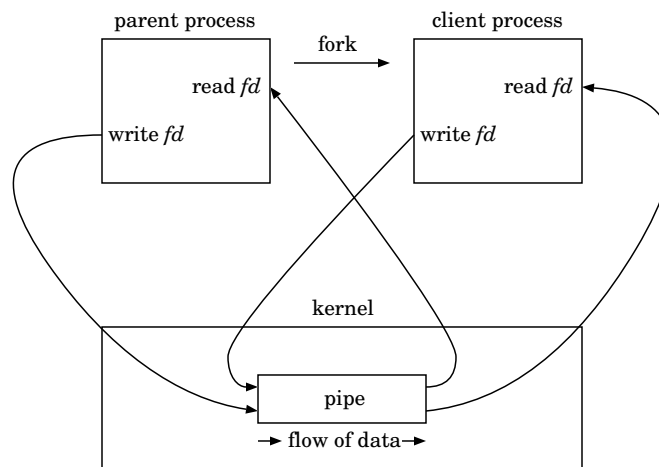 parent process
client process
fork
read fd
read fd
write fd
write fd
kernel
pipe
flow of data